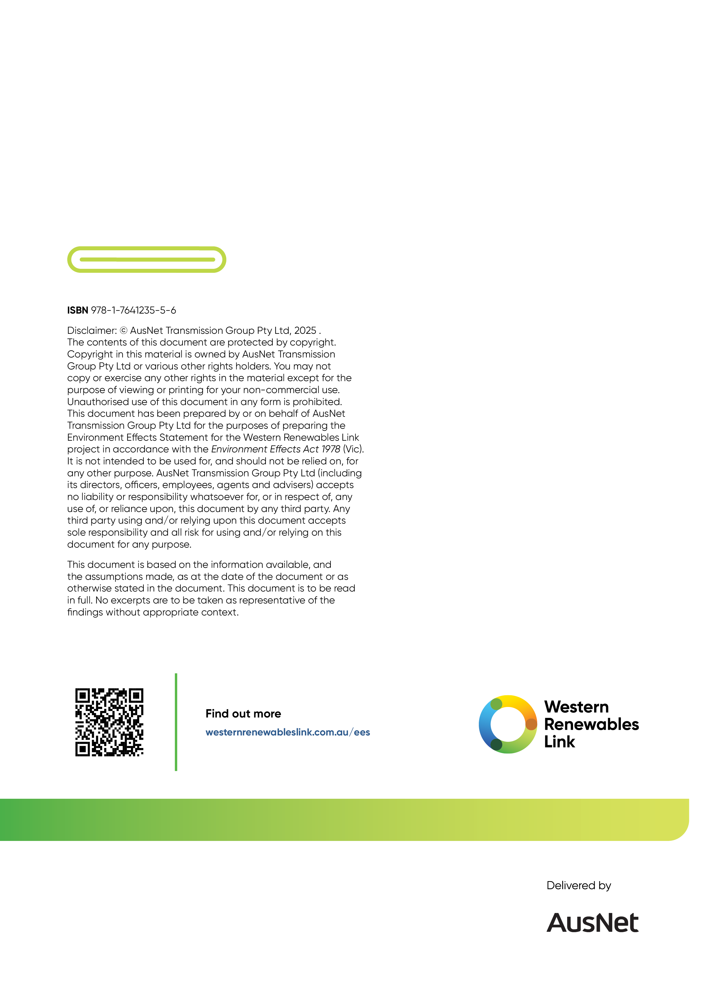 ISBN 978-1-7641235-5-6
Disclaimer: © AusNet Transmission Group Pty Ltd, 2025 .
The contents of this document are protected by copyright.
Copyright in this material is owned by AusNet Transmission
Group Pty Ltd or various other rights holders. You may not
copy or exercise any other rights in the material except for the
purpose of viewing or printing for your non-commercial use.
Unauthorised use of this document in any form is prohibited.
This document has been prepared by or on behalf of AusNet
Transmission Group Pty Ltd for the purposes of preparing the
Environment Effects Statement for the Western Renewables Link
project in accordance with the Environment Effects Act 1978 (Vic).
It is not intended to be used for, and should not be relied on, for
any other purpose. AusNet Transmission Group Pty Ltd (including
its directors, officers, employees, agents and advisers) accepts
no liability or responsibility whatsoever for, or in respect of, any
use of, or reliance upon, this document by any third party. Any
third party using and/or relying upon this document accepts
sole responsibility and all risk for using and/or relying on this
document for any purpose.
This document is based on the information available, and
the assumptions made, as at the date of the document or as
otherwise stated in the document. This document is to be read
in full. No excerpts are to be taken as representative of the
findings without appropriate context.
Find out more
westernrenewableslink.com.au/ees
Western
Renewables
Link
Delivered by
AusNet